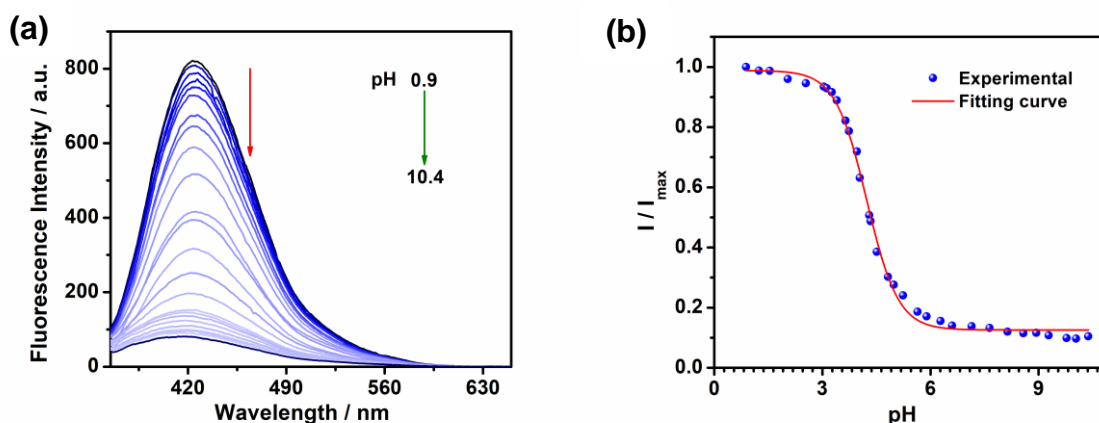 (a)
Fluorescence Intensity / a.u.
800
600
400
200
0
pH 0.9
10.4
420 490 560 630
Wavelength / nm
(b)
I / Imax
1.0
0.8
0.6
0.4
0.2
0.0
Experimental
Fitting curve
0 3 6 9
pH